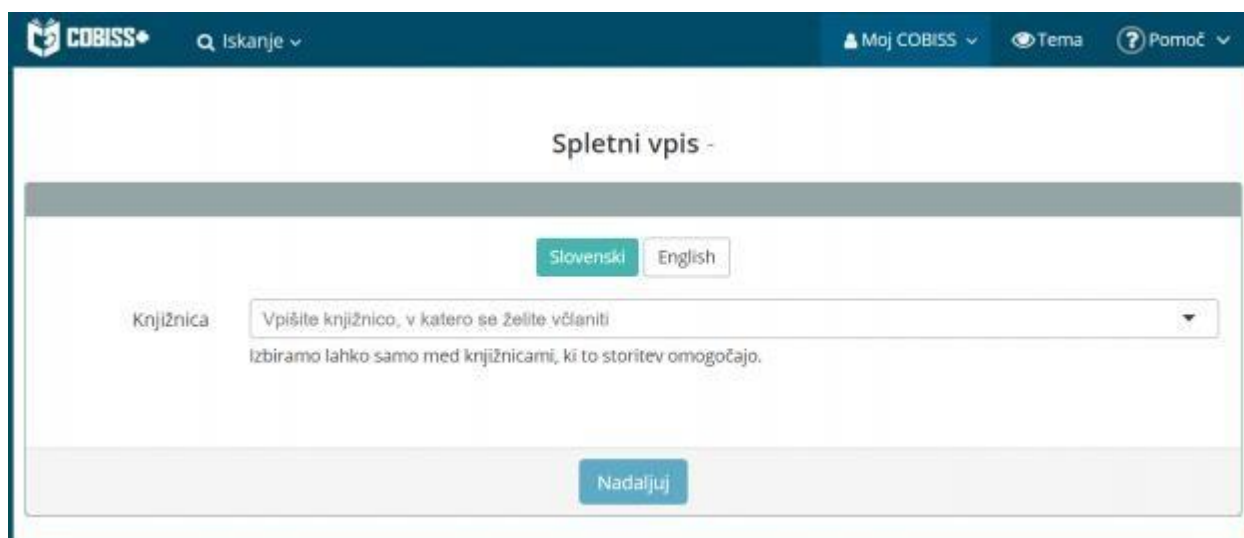 COBISS+ Iskanje Moj COBISS Tema ? Pomoč
Spletni vpis -
Slovenski English
Knjižnica Vpišite knjižnico, v katero se želite včlaniti
Izbiramo lahko samo med knjižnicami, ki to storitev omogočajo.
Nadaljuj